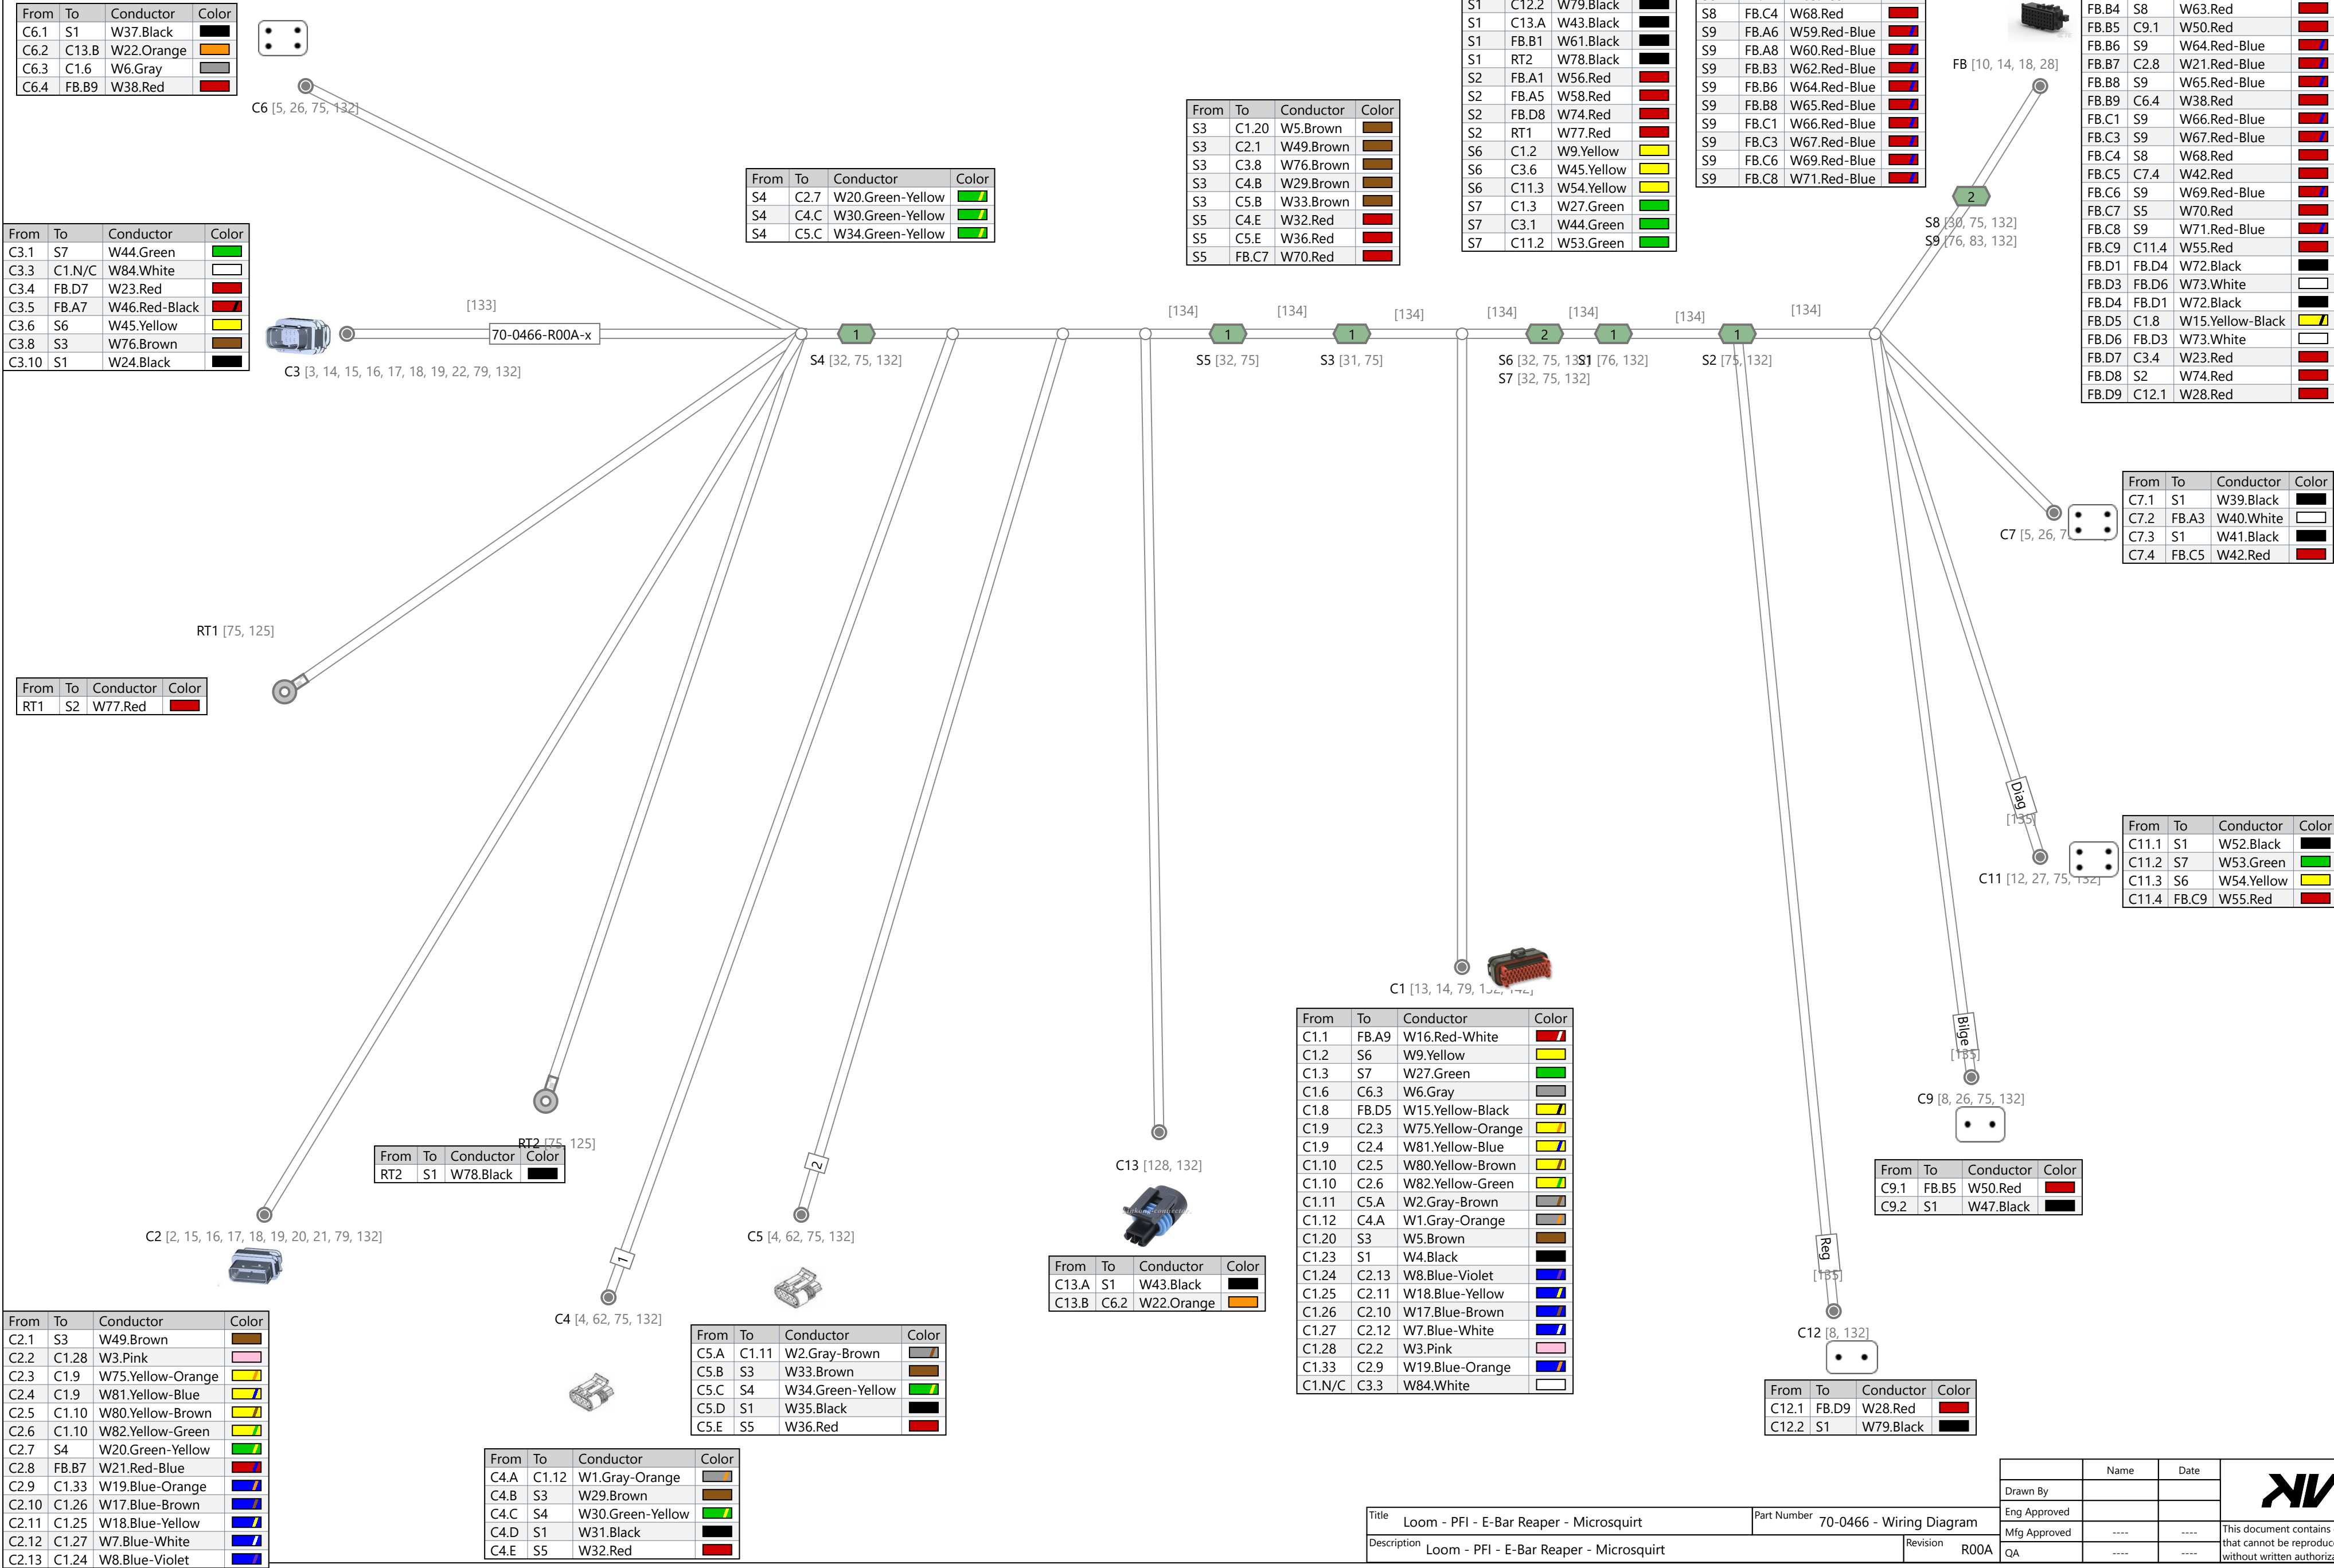 From To Conductor Color
C6.1 S1 W37.Black
C6.2 C13.B W22.Orange
C6.3 C1.6 W6.Gray
C6.4 FB.B9 W38.Red
C6 [5, 26, 75, 132]
From To Conductor Color
C3.1 S7 W44.Green
C3.3 C1.N/C W84.White
C3.4 FB.D7 W23.Red
C3.5 FB.A7 W46.Red-Black
C3.6 S6 W45.Yellow
C3.8 S3 W76.Brown
C3.10 S1 W24.Black
C3 [3, 14, 15, 16, 17, 18, 19, 22, 79, 132]
[133]
70-0466-R00A-x
From To Conductor Color
S4 C2.7 W20.Green-Yellow
S4 C4.C W30.Green-Yellow
S4 C5.C W34.Green-Yellow
1
S4 [32, 75, 132]
From To Conductor Color
S3 C1.20 W5.Brown
S3 C2.1 W49.Brown
S3 C3.8 W76.Brown
S3 C4.B W29.Brown
S3 C5.B W33.Brown
S5 C4.E W32.Red
S5 C5.E W36.Red
S5 FB.C7 W70.Red
S1 C12.2 W79.Black
S1 C13.A W43.Black
S1 FB.B1 W61.Black
S1 RT2 W78.Black
S2 FB.A1 W56.Red
S2 FB.A5 W58.Red
S2 FB.D8 W74.Red
S2 RT1 W77.Red
S6 C1.2 W9.Yellow
S6 C3.6 W45.Yellow
S6 C11.3 W54.Yellow
S7 C1.3 W27.Green
S7 C3.1 W44.Green
S7 C11.2 W53.Green
S8 FB.C4 W68.Red
S9 FB.A6 W59.Red-Blue
S9 FB.A8 W60.Red-Blue
S9 FB.B3 W62.Red-Blue
S9 FB.B6 W64.Red-Blue
S9 FB.B8 W65.Red-Blue
S9 FB.C1 W66.Red-Blue
S9 FB.C3 W67.Red-Blue
S9 FB.C6 W69.Red-Blue
S9 FB.C8 W71.Red-Blue
FB [10, 14, 18, 28]
2
S8 [30, 75, 132]
S9 [76, 83, 132]
FB.B4 S8 W63.Red
FB.B5 C9.1 W50.Red
FB.B6 S9 W64.Red-Blue
FB.B7 C2.8 W21.Red-Blue
FB.B8 S9 W65.Red-Blue
FB.B9 C6.4 W38.Red
FB.C1 S9 W66.Red-Blue
FB.C3 S9 W67.Red-Blue
FB.C4 S8 W68.Red
FB.C5 C7.4 W42.Red
FB.C6 S9 W69.Red-Blue
FB.C7 S5 W70.Red
FB.C8 S9 W71.Red-Blue
FB.C9 C11.4 W55.Red
FB.D1 FB.D4 W72.Black
FB.D3 FB.D6 W73.White
FB.D4 FB.D1 W72.Black
FB.D5 C1.8 W15.Yellow-Black
FB.D6 FB.D3 W73.White
FB.D7 C3.4 W23.Red
FB.D8 S2 W74.Red
FB.D9 C12.1 W28.Red
[134] [134] [134] [134] [134] [134] [134]
1 1 2 1 1
S5 [32, 75]
S3 [31, 75]
S6 [32, 75, 132]
S7 [32, 75, 132]
S1 [76, 132]
S2 [75, 132]
From To Conductor Color
C7.1 S1 W39.Black
C7.2 FB.A3 W40.White
C7.3 S1 W41.Black
C7.4 FB.C5 W42.Red
C7 [5, 26,
RT1 [75, 125]
From To Conductor Color
RT1 S2 W77.Red
Diag
[135]
C11 [12, 27, 75, 132]
From To Conductor Color
C11.1 S1 W52.Black
C11.2 S7 W53.Green
C11.3 S6 W54.Yellow
C11.4 FB.C9 W55.Red
C1 [13, 14, 79, 132, 142]
From To Conductor Color
C1.1 FB.A9 W16.Red-White
C1.2 S6 W9.Yellow
C1.3 S7 W27.Green
C1.6 C6.3 W6.Gray
C1.8 FB.D5 W15.Yellow-Black
C1.9 C2.3 W75.Yellow-Orange
C1.9 C2.4 W81.Yellow-Blue
C1.10 C2.5 W80.Yellow-Brown
C1.10 C2.6 W82.Yellow-Green
C1.11 C5.A W2.Gray-Brown
C1.12 C4.A W1.Gray-Orange
C1.20 S3 W5.Brown
C1.23 S1 W4.Black
C1.24 C2.13 W8.Blue-Violet
C1.25 C2.11 W18.Blue-Yellow
C1.26 C2.10 W17.Blue-Brown
C1.27 C2.12 W7.Blue-White
C1.28 C2.2 W3.Pink
C1.33 C2.9 W19.Blue-Orange
C1.N/C C3.3 W84.White
Bilge
[135]
C9 [8, 26, 75, 132]
From To Conductor Color
C9.1 FB.B5 W50.Red
C9.2 S1 W47.Black
RT2 [75, 125]
From To Conductor Color
RT2 S1 W78.Black
C2 [2, 15, 16, 17, 18, 19, 20, 21, 79, 132]
From To Conductor Color
C2.1 S3 W49.Brown
C2.2 C1.28 W3.Pink
C2.3 C1.9 W75.Yellow-Orange
C2.4 C1.9 W81.Yellow-Blue
C2.5 C1.10 W80.Yellow-Brown
C2.6 C1.10 W82.Yellow-Green
C2.7 S4 W20.Green-Yellow
C2.8 FB.B7 W21.Red-Blue
C2.9 C1.33 W19.Blue-Orange
C2.10 C1.26 W17.Blue-Brown
C2.11 C1.25 W18.Blue-Yellow
C2.12 C1.27 W7.Blue-White
C2.13 C1.24 W8.Blue-Violet
1
C4 [4, 62, 75, 132]
From To Conductor Color
C4.A C1.12 W1.Gray-Orange
C4.B S3 W29.Brown
C4.C S4 W30.Green-Yellow
C4.D S1 W31.Black
C4.E S5 W32.Red
2
C5 [4, 62, 75, 132]
From To Conductor Color
C5.A C1.11 W2.Gray-Brown
C5.B S3 W33.Brown
C5.C S4 W34.Green-Yellow
C5.D S1 W35.Black
C5.E S5 W36.Red
C13 [128, 132]
From To Conductor Color
C13.A S1 W43.Black
C13.B C6.2 W22.Orange
Reg
[135]
C12 [8, 132]
From To Conductor Color
C12.1 FB.D9 W28.Red
C12.2 S1 W79.Black
Title Loom - PFI - E-Bar Reaper - Microsquirt
Part Number 70-0466 - Wiring Diagram
Description Loom - PFI - E-Bar Reaper - Microsquirt
Revision R00A
Name Date
Drawn By
Eng Approved
Mfg Approved ---- ----
QA ---- ----
This document contains
that cannot be reproduc
without written authoriza